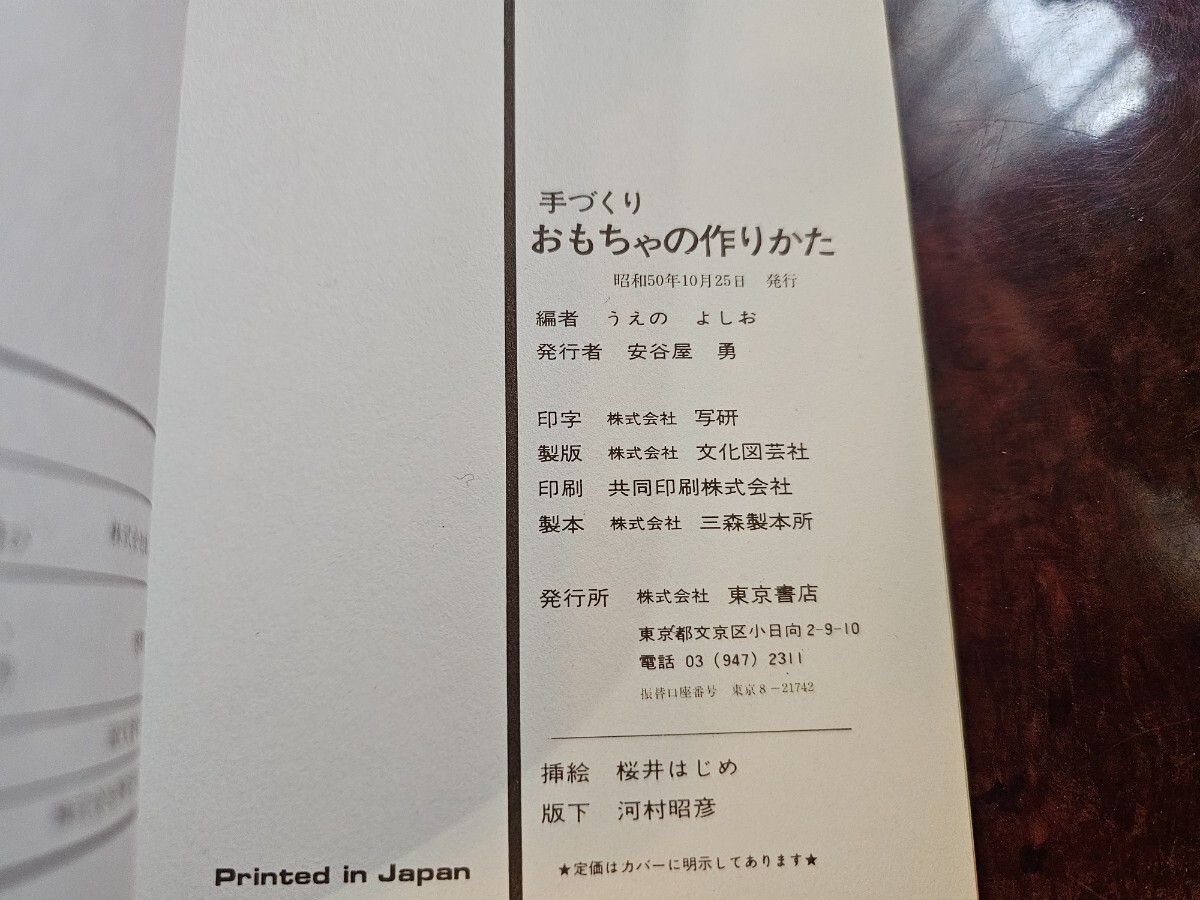 手づくり
おもちゃの作りかた
昭和50年10月25日 発行
編者 うえの よしお
発行者 安谷屋 勇
印字 株式会社 写研
製版 株式会社 文化図芸社
印刷 共同印刷株式会社
製本 株式会社 三森製本所
発行所 株式会社 東京書店
東京都文京区小日向2-9-10
電話 03 (947) 2311
振替口座番号 東京8-21742
挿絵 桜井はじめ
版下 河村昭彦
★定価はカバーに明示してあります★
Printed in Japan